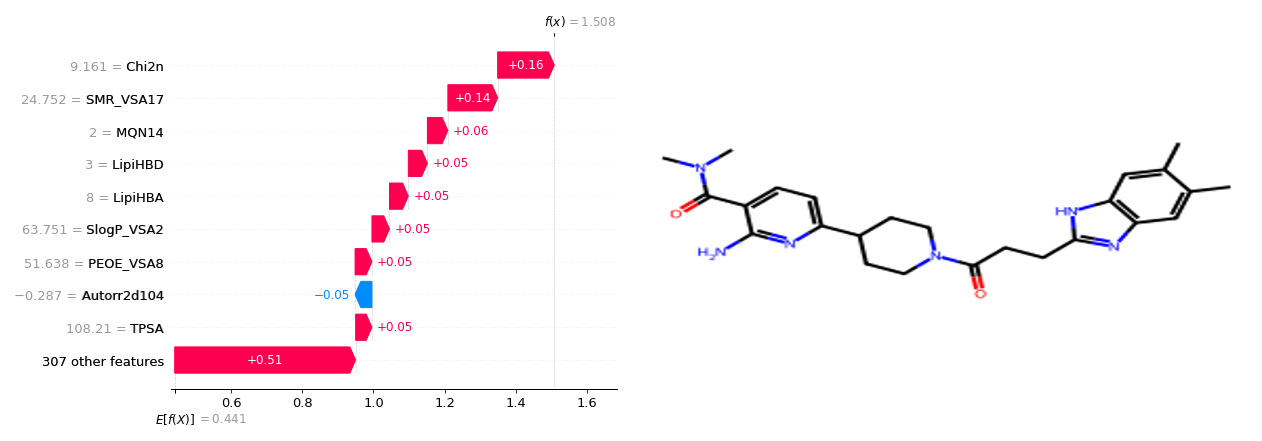 f(x) = 1.508
9.161 = Chi2n
+0.16
24.752 = SMR_VSA17
+0.14
2 = MQN14
+0.06
3 = LipiHBD
+0.05
8 = LipiHBA
+0.05
63.751 = SlogP_VSA2
+0.05
51.638 = PEOE_VSA8
+0.05
−0.287 = Autorr2d104
−0.05
108.21 = TPSA
+0.05
307 other features
+0.51
0.6 0.8 1.0 1.2 1.4 1.6
E[f(X)] = 0.441
N
O
H2N
N
N
O
HN
N